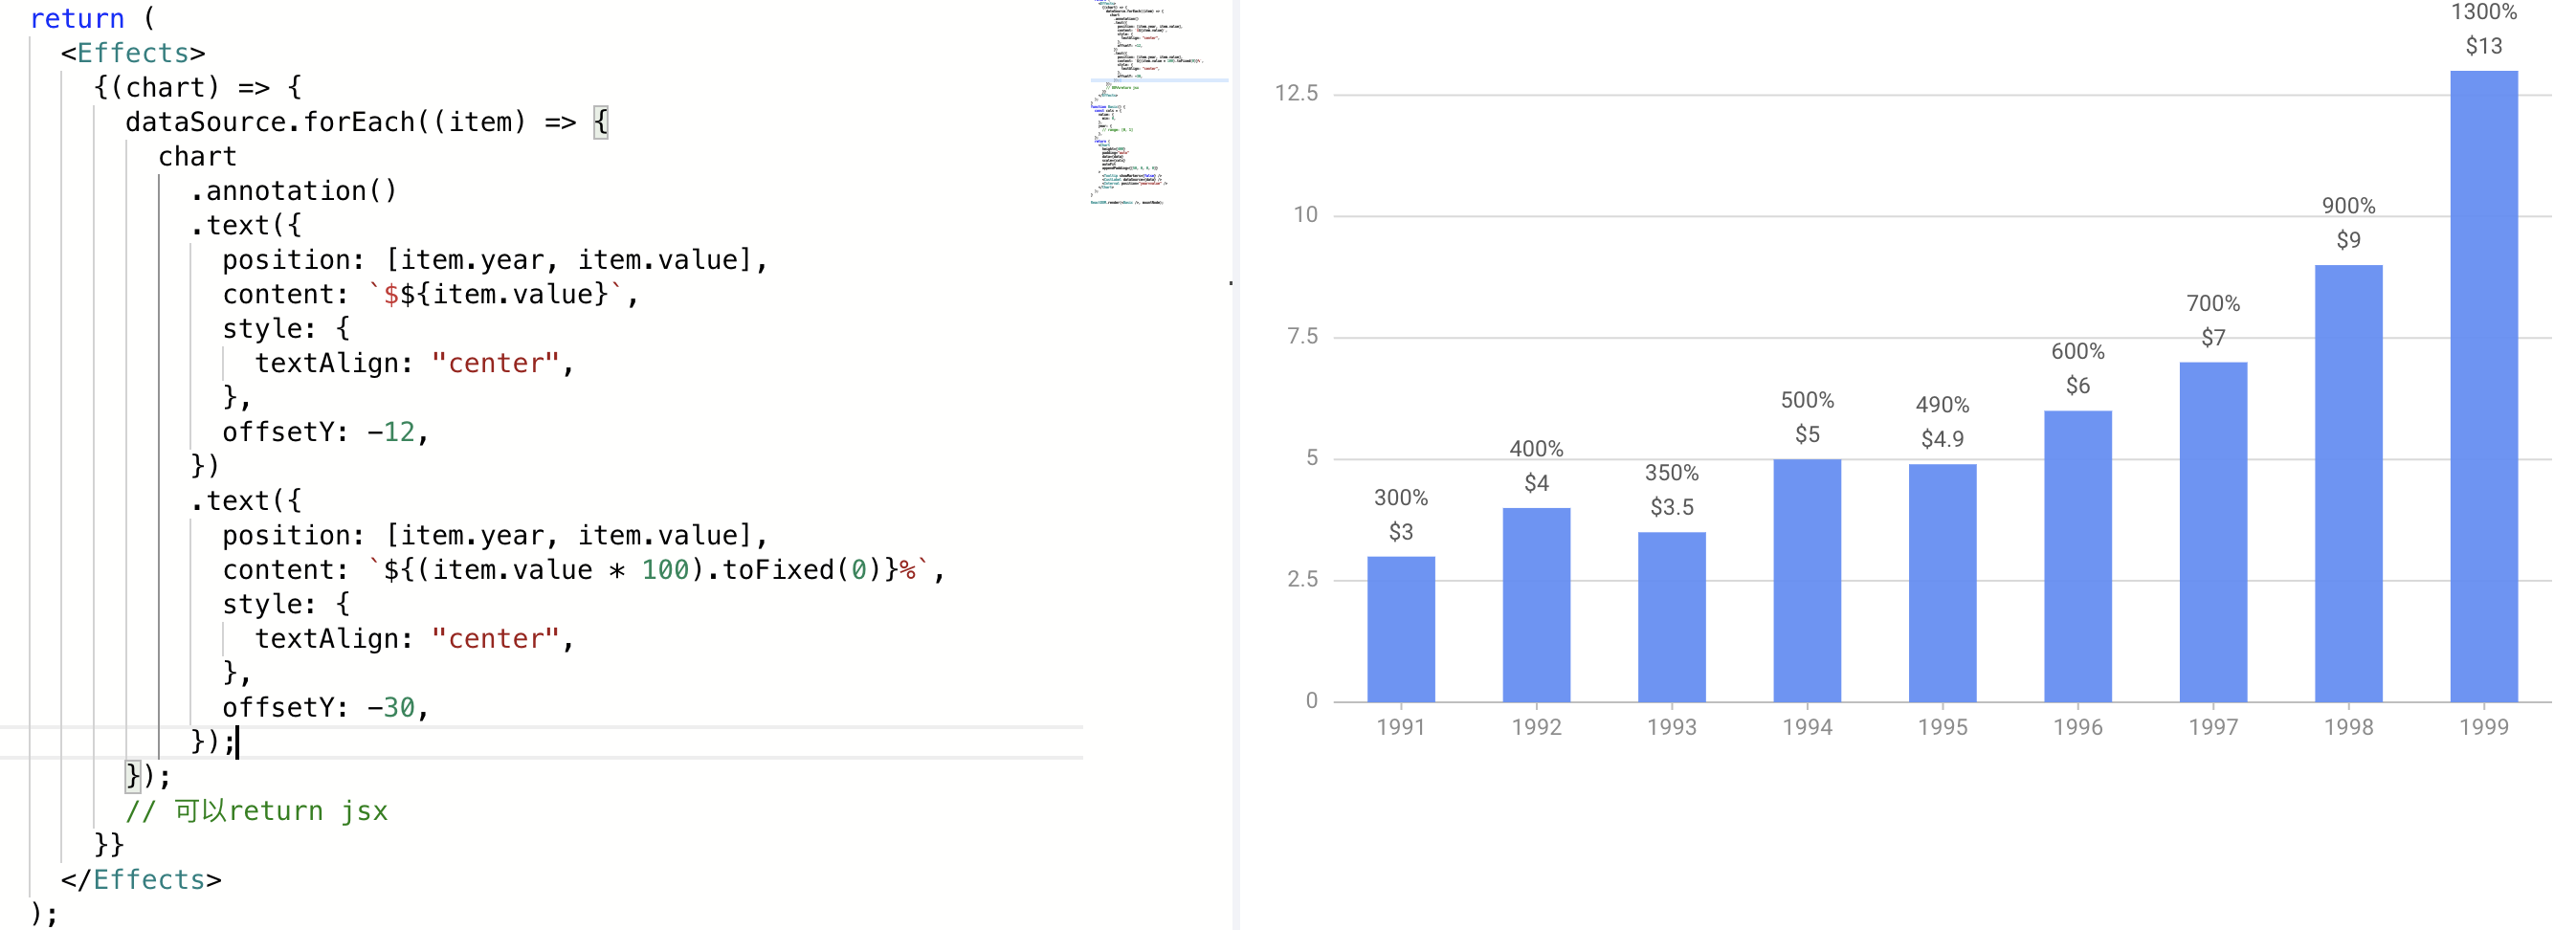 return (
<Effects>
{(chart) => {
dataSource.forEach((item) => {
chart
.annotation()
.text({
position: [item.year, item.value],
content: `$${item.value}`,
style: {
textAlign: "center",
},
offsetY: -12,
})
.text({
position: [item.year, item.value],
content: `${(item.value * 100).toFixed(0)}%`,
style: {
textAlign: "center",
},
offsetY: -30,
});
});
// 可以return jsx
}}
</Effects>
);
12.5
10
7.5
5
2.5
0
300%
$3
400%
$4
350%
$3.5
500%
$5
490%
$4.9
600%
$6
700%
$7
900%
$9
1300%
$13
1991
1992
1993
1994
1995
1996
1997
1998
1999